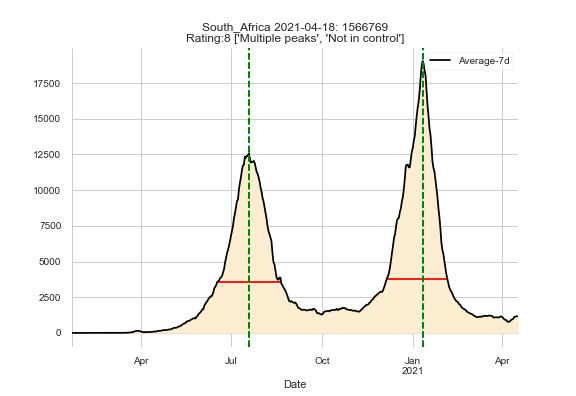 South_Africa 2021-04-18: 1566769
Rating:8 ['Multiple peaks', 'Not in control']
Average-7d
17500
15000
12500
10000
7500
5000
2500
0
Apr
Jul
Oct
Jan
2021
Apr
Date